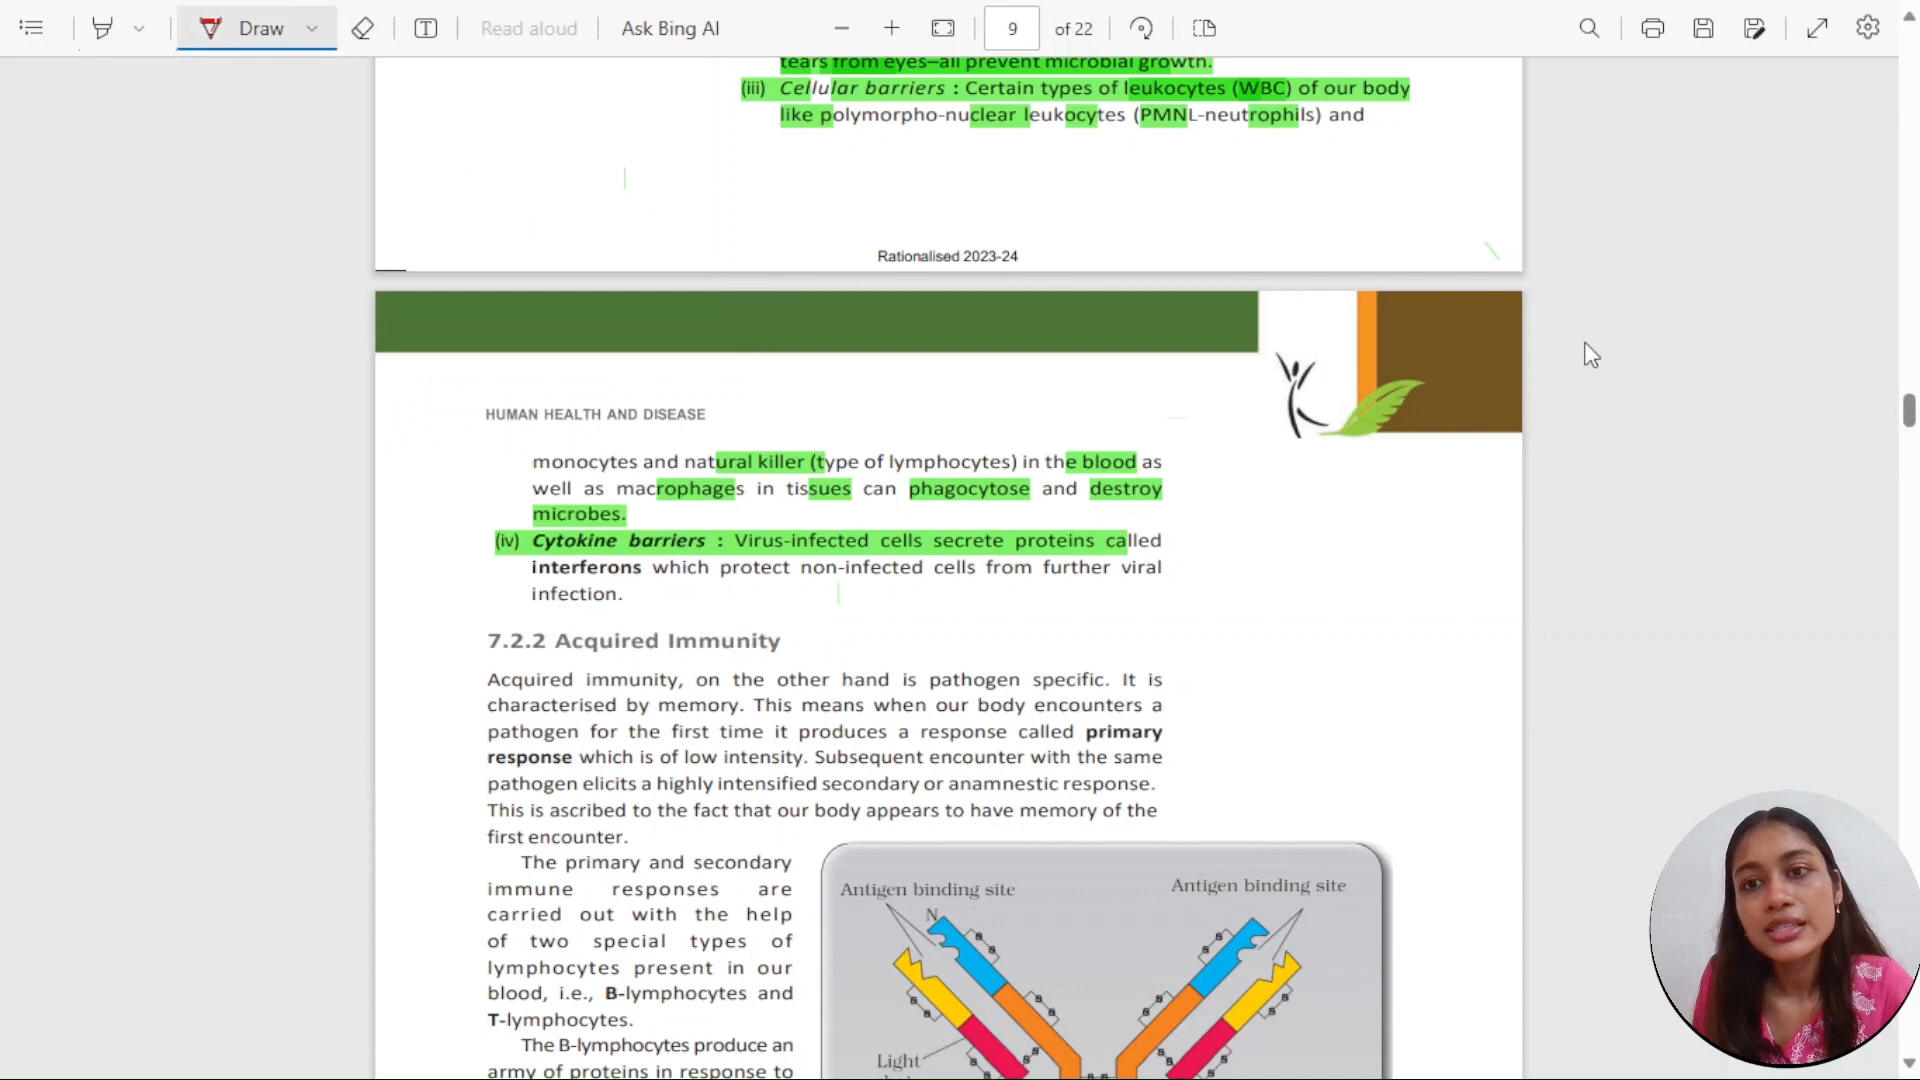 Draw
Read aloud
Ask Bing AI
9
of 22
tears from eyes–all prevent microbial growth.
(iii) Cellular barriers : Certain types of leukocytes (WBC) of our body
like polymorpho-nuclear leukocytes (PMNL-neutrophils) and
Rationalised 2023-24
HUMAN HEALTH AND DISEASE
monocytes and natural killer (type of lymphocytes) in the blood as
well as macrophages in tissues can phagocytose and destroy
microbes.
(iv) Cytokine barriers : Virus-infected cells secrete proteins called
interferons which protect non-infected cells from further viral
infection.
7.2.2 Acquired Immunity
Acquired immunity, on the other hand is pathogen specific. It is
characterised by memory. This means when our body encounters a
pathogen for the first time it produces a response called primary
response which is of low intensity. Subsequent encounter with the same
pathogen elicits a highly intensified secondary or anamnestic response.
This is ascribed to the fact that our body appears to have memory of the
first encounter.
The primary and secondary
immune responses are
carried out with the help
of two special types of
lymphocytes present in our
blood, i.e., B-lymphocytes and
T-lymphocytes.
The B-lymphocytes produce an
army of proteins in response to
Antigen binding site
Antigen binding site
N
Light